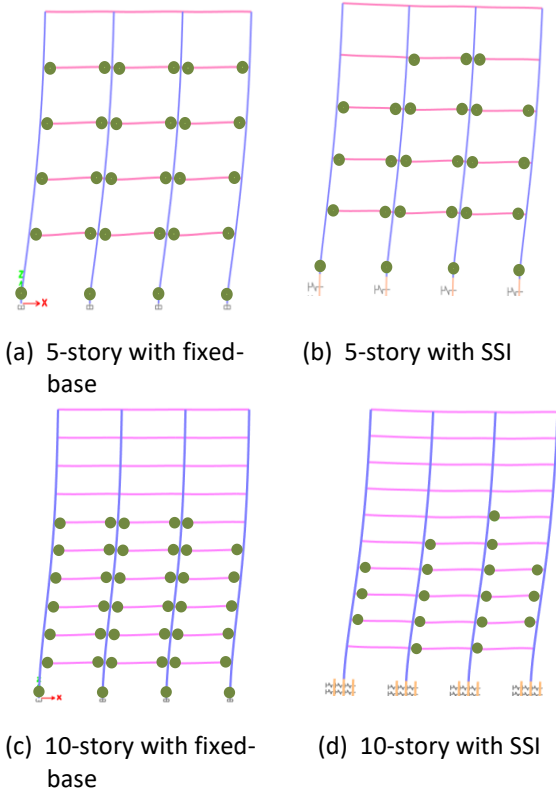 Z
X
(a) 5-story with fixed-
base
(b) 5-story with SSI
X
(c) 10-story with fixed-
base
(d) 10-story with SSI